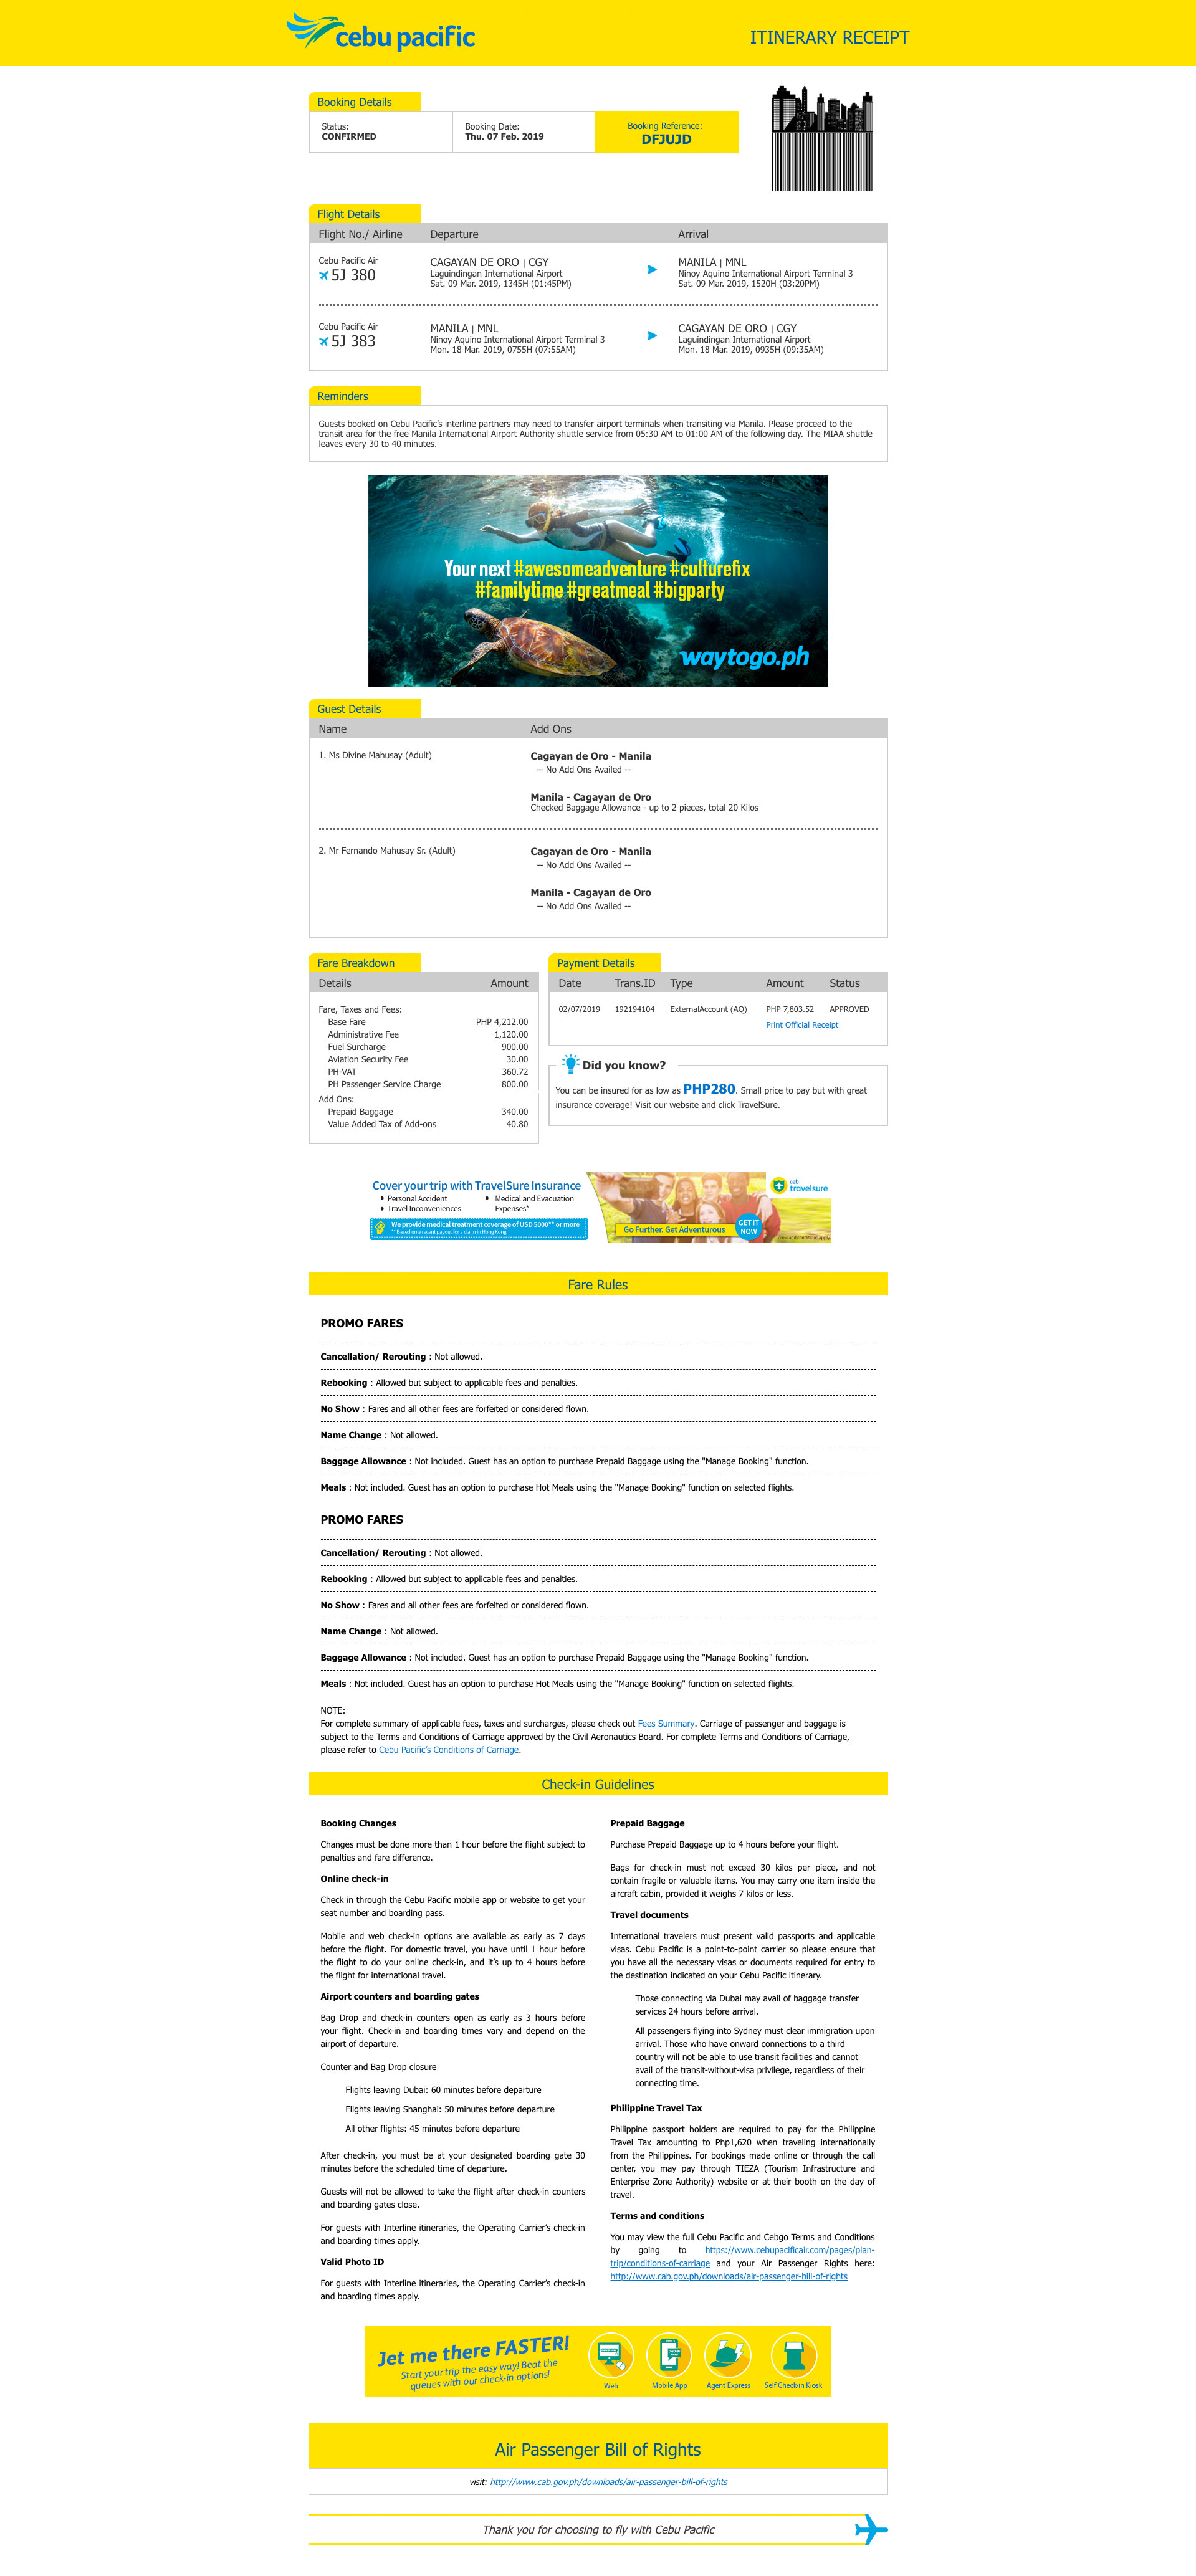 cebu pacific
ITINERARY RECEIPT
Booking Details
Status:
CONFIRMED
Booking Date:
Thu. 07 Feb. 2019
Booking Reference:
DFJUJD
Flight Details
Flight No./ Airline Departure Arrival
Cebu Pacific Air
5J 380
CAGAYAN DE ORO | CGY
Laguindingan International Airport
Sat. 09 Mar. 2019, 1345H (01:45PM)
MANILA | MNL
Ninoy Aquino International Airport Terminal 3
Sat. 09 Mar. 2019, 1520H (03:20PM)
Cebu Pacific Air
5J 383
MANILA | MNL
Ninoy Aquino International Airport Terminal 3
Mon. 18 Mar. 2019, 0755H (07:55AM)
CAGAYAN DE ORO | CGY
Laguindingan International Airport
Mon. 18 Mar. 2019, 0935H (09:35AM)
Reminders
Guests booked on Cebu Pacific's interline partners may need to transfer airport terminals when transiting via Manila. Please proceed to the
transit area for the free Manila International Airport Authority shuttle service from 05:30 AM to 01:00 AM of the following day. The MIAA shuttle
leaves every 30 to 40 minutes.
Your next #awesomeadventure #culturefix
#familytime #greatmeal #bigparty
waytogo.ph
Guest Details
Name Add Ons
1. Ms Divine Mahusay (Adult)
Cagayan de Oro - Manila
-- No Add Ons Availed --
Manila - Cagayan de Oro
Checked Baggage Allowance - up to 2 pieces, total 20 Kilos
2. Mr Fernando Mahusay Sr. (Adult)
Cagayan de Oro - Manila
-- No Add Ons Availed --
Manila - Cagayan de Oro
-- No Add Ons Availed --
Fare Breakdown
Details Amount
Fare, Taxes and Fees:
Base Fare PHP 4,212.00
Administrative Fee 1,120.00
Fuel Surcharge 900.00
Aviation Security Fee 30.00
PH-VAT 360.72
PH Passenger Service Charge 800.00
Add Ons:
Prepaid Baggage 340.00
Value Added Tax of Add-ons 40.80
Payment Details
Date Trans.ID Type Amount Status
02/07/2019 192194104 ExternalAccount (AQ) PHP 7,803.52 APPROVED
Print Official Receipt
Did you know?
You can be insured for as low as PHP280. Small price to pay but with great
insurance coverage! Visit our website and click TravelSure.
Cover your trip with TravelSure Insurance
• Personal Accident
• Travel Inconveniences
• Medical and Evacuation
Expenses*
We provide medical treatment coverage of USD 5000** or more
**Based on a recent payout for a claim in Hong Kong.
Go Further. Get Adventurous
GET IT
NOW
ceb
travelsure
Fare Rules
PROMO FARES
Cancellation/ Rerouting : Not allowed.
Rebooking : Allowed but subject to applicable fees and penalties.
No Show : Fares and all other fees are forfeited or considered flown.
Name Change : Not allowed.
Baggage Allowance : Not included. Guest has an option to purchase Prepaid Baggage using the "Manage Booking" function.
Meals : Not included. Guest has an option to purchase Hot Meals using the "Manage Booking" function on selected flights.
PROMO FARES
Cancellation/ Rerouting : Not allowed.
Rebooking : Allowed but subject to applicable fees and penalties.
No Show : Fares and all other fees are forfeited or considered flown.
Name Change : Not allowed.
Baggage Allowance : Not included. Guest has an option to purchase Prepaid Baggage using the "Manage Booking" function.
Meals : Not included. Guest has an option to purchase Hot Meals using the "Manage Booking" function on selected flights.
NOTE:
For complete summary of applicable fees, taxes and surcharges, please check out Fees Summary. Carriage of passenger and baggage is
subject to the Terms and Conditions of Carriage approved by the Civil Aeronautics Board. For complete Terms and Conditions of Carriage,
please refer to Cebu Pacific's Conditions of Carriage.
Check-in Guidelines
Booking Changes
Changes must be done more than 1 hour before the flight subject to
penalties and fare difference.
Online check-in
Check in through the Cebu Pacific mobile app or website to get your
seat number and boarding pass.
Mobile and web check-in options are available as early as 7 days
before the flight. For domestic travel, you have until 1 hour before
the flight to do your online check-in, and it's up to 4 hours before
the flight for international travel.
Airport counters and boarding gates
Bag Drop and check-in counters open as early as 3 hours before
your flight. Check-in and boarding times vary and depend on the
airport of departure.
Counter and Bag Drop closure
Flights leaving Dubai: 60 minutes before departure
Flights leaving Shanghai: 50 minutes before departure
All other flights: 45 minutes before departure
After check-in, you must be at your designated boarding gate 30
minutes before the scheduled time of departure.
Guests will not be allowed to take the flight after check-in counters
and boarding gates close.
For guests with Interline itineraries, the Operating Carrier's check-in
and boarding times apply.
Valid Photo ID
For guests with Interline itineraries, the Operating Carrier's check-in
and boarding times apply.
Prepaid Baggage
Purchase Prepaid Baggage up to 4 hours before your flight.
Bags for check-in must not exceed 30 kilos per piece, and not
contain fragile or valuable items. You may carry one item inside the
aircraft cabin, provided it weighs 7 kilos or less.
Travel documents
International travelers must present valid passports and applicable
visas. Cebu Pacific is a point-to-point carrier so please ensure that
you have all the necessary visas or documents required for entry to
the destination indicated on your Cebu Pacific itinerary.
Those connecting via Dubai may avail of baggage transfer
services 24 hours before arrival.
All passengers flying into Sydney must clear immigration upon
arrival. Those who have onward connections to a third
country will not be able to use transit facilities and cannot
avail of the transit-without-visa privilege, regardless of their
connecting time.
Philippine Travel Tax
Philippine passport holders are required to pay for the Philippine
Travel Tax amounting to Php1,620 when traveling internationally
from the Philippines. For bookings made online or through the call
center, you may pay through TIEZA (Tourism Infrastructure and
Enterprise Zone Authority) website or at their booth on the day of
travel.
Terms and conditions
You may view the full Cebu Pacific and Cebgo Terms and Conditions
by going to https://www.cebupacificair.com/pages/plan-
trip/conditions-of-carriage and your Air Passenger Rights here:
http://www.cab.gov.ph/downloads/air-passenger-bill-of-rights
Jet me there FASTER!
Start your trip the easy way! Beat the
queues with our check-in options!
Web Mobile App Agent Express Self Check-in Kiosk
Air Passenger Bill of Rights
visit: http://www.cab.gov.ph/downloads/air-passenger-bill-of-rights
Thank you for choosing to fly with Cebu Pacific